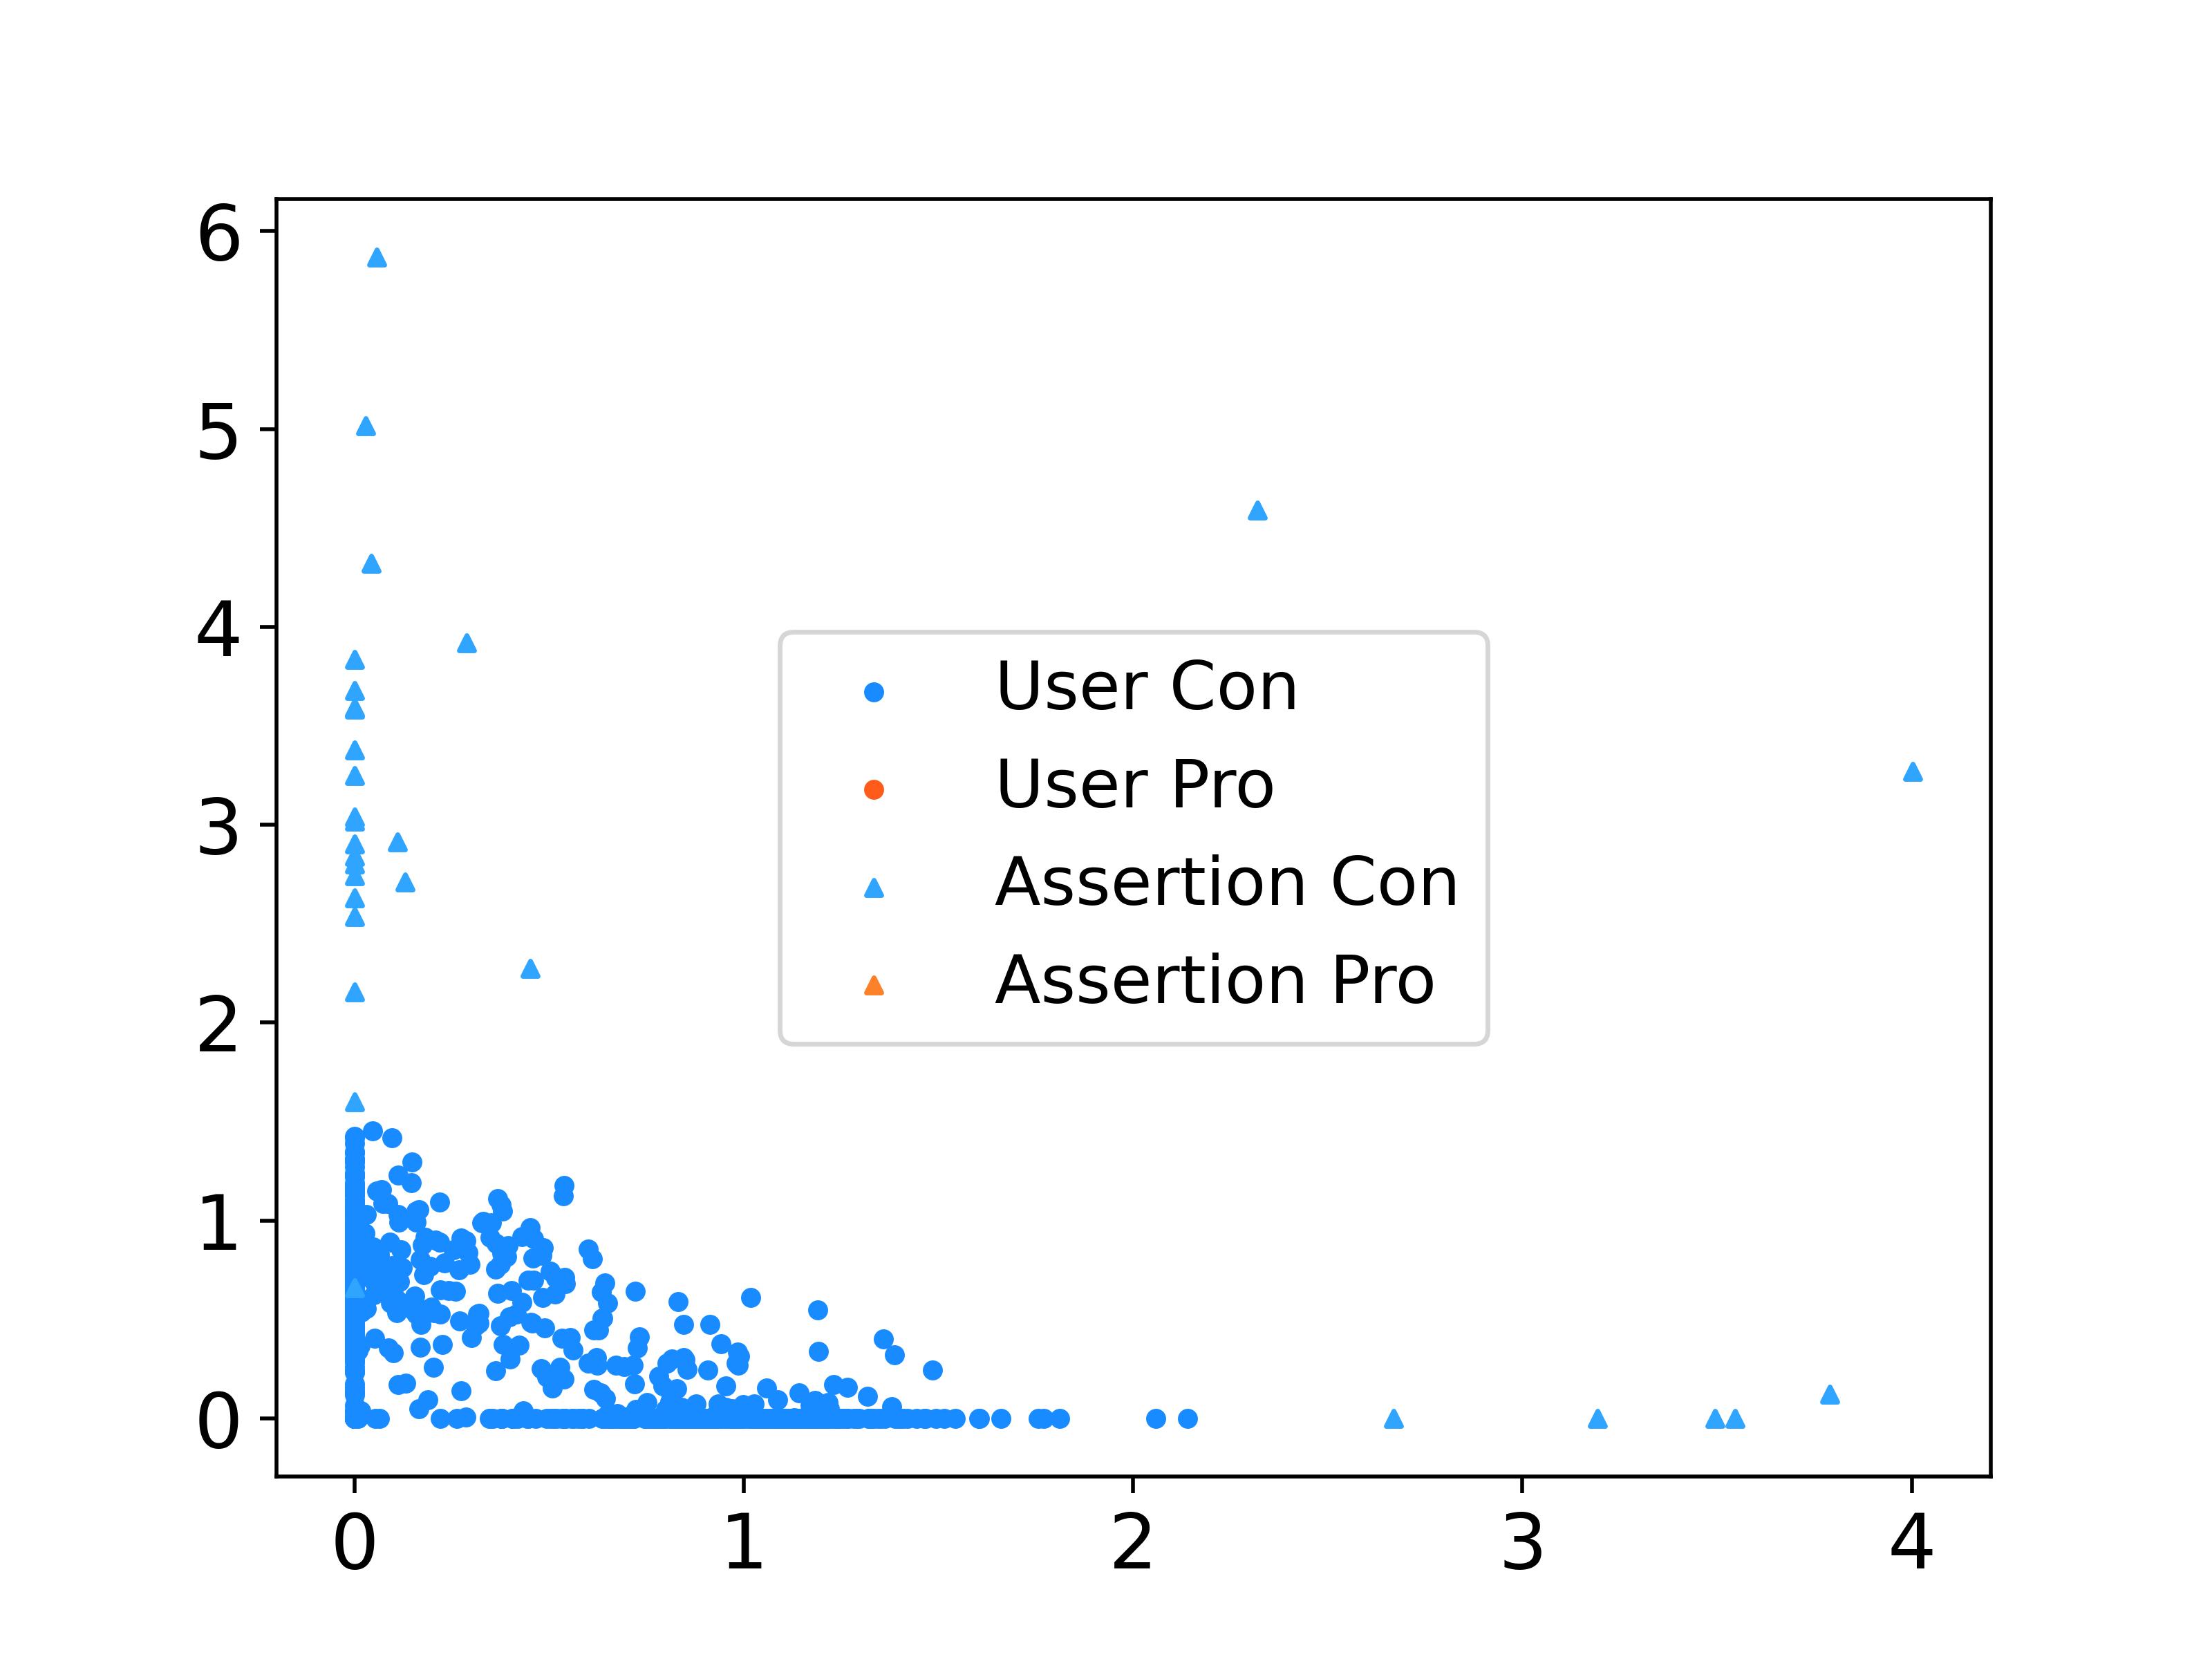 6
5
4
3
2
1
0
User Con
User Pro
Assertion Con
Assertion Pro
0 1 2 3 4